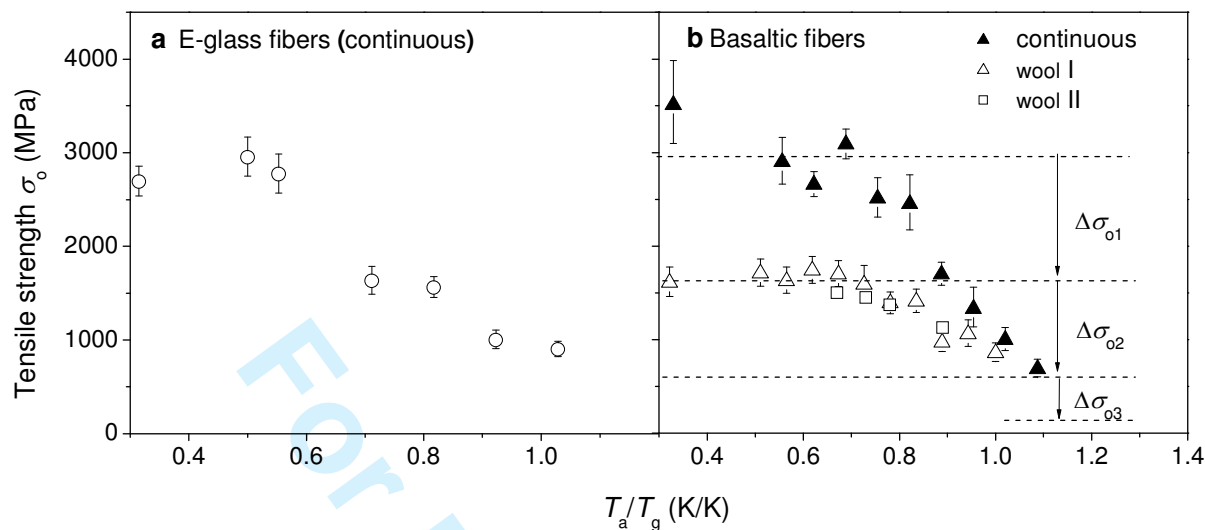 a E-glass fibers (continuous)
b Basaltic fibers
continuous
wool I
wool II
Tensile strength σo (MPa)
4000
3000
2000
1000
0
Δσo1
Δσo2
Δσo3
0.4 0.6 0.8 1.0
0.4 0.6 0.8 1.0 1.2 1.4
Ta/Tg (K/K)
For